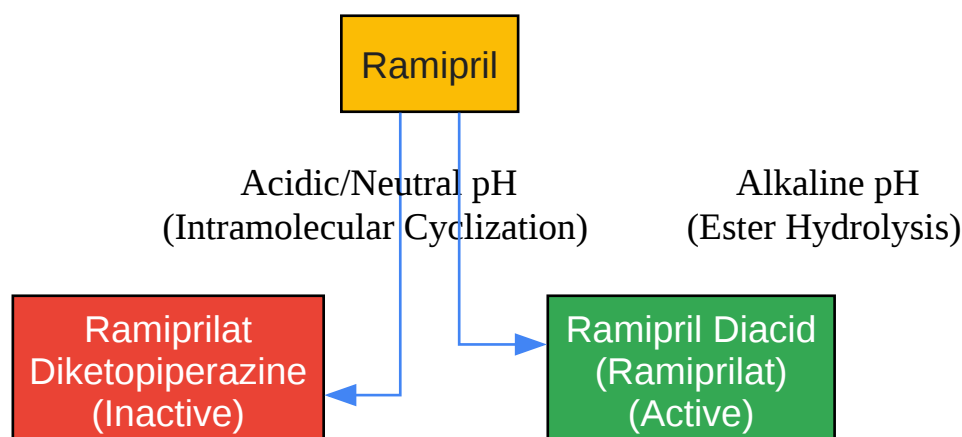 Ramipril
Acidic/Neutral pH
(Intramolecular Cyclization)
Alkaline pH
(Ester Hydrolysis)
Ramiprilat
Diketopiperazine
(Inactive)
Ramipril Diacid
(Ramiprilat)
(Active)